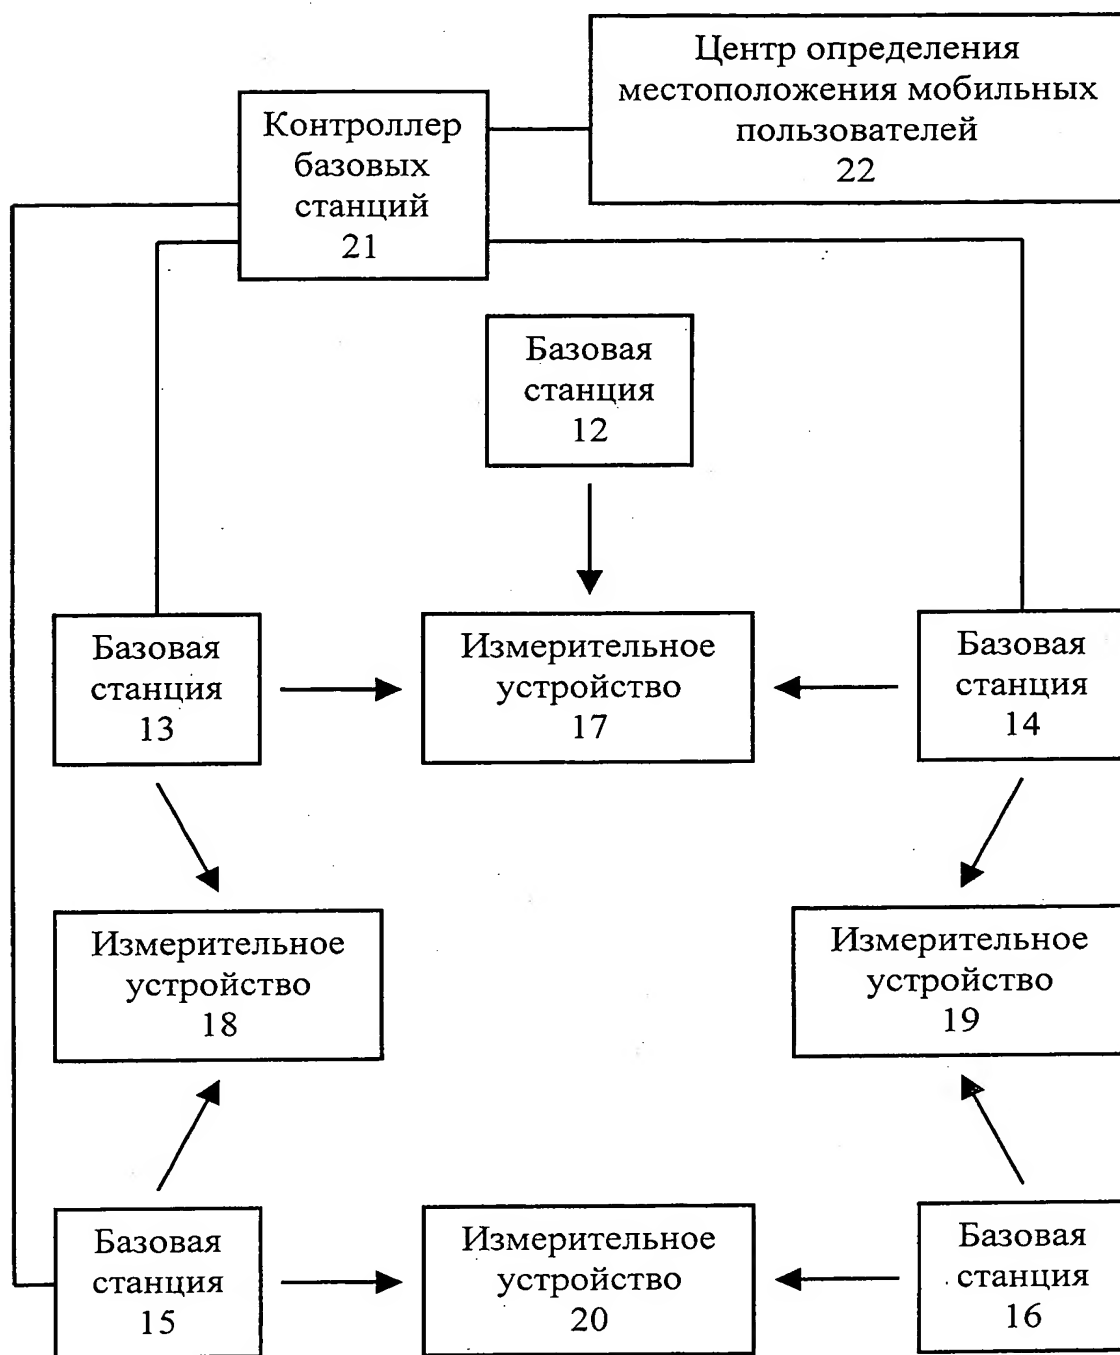 Центр определения
местоположения мобильных
пользователей
22
Контроллер
базовых
станций
21
Базовая
станция
12
Базовая
станция
13
Измерительное
устройство
17
Базовая
станция
14
Измерительное
устройство
18
Измерительное
устройство
19
Базовая
станция
15
Измерительное
устройство
20
Базовая
станция
16